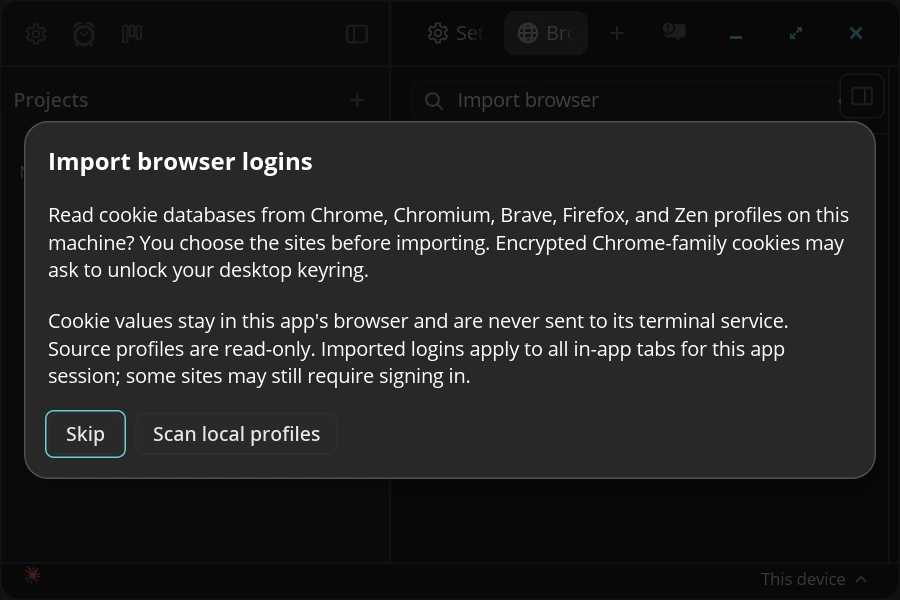 Set
Bro
Projects
Import browser
Import browser logins
Read cookie databases from Chrome, Chromium, Brave, Firefox, and Zen profiles on this
machine? You choose the sites before importing. Encrypted Chrome-family cookies may
ask to unlock your desktop keyring.
Cookie values stay in this app's browser and are never sent to its terminal service.
Source profiles are read-only. Imported logins apply to all in-app tabs for this app
session; some sites may still require signing in.
Skip
Scan local profiles
This device